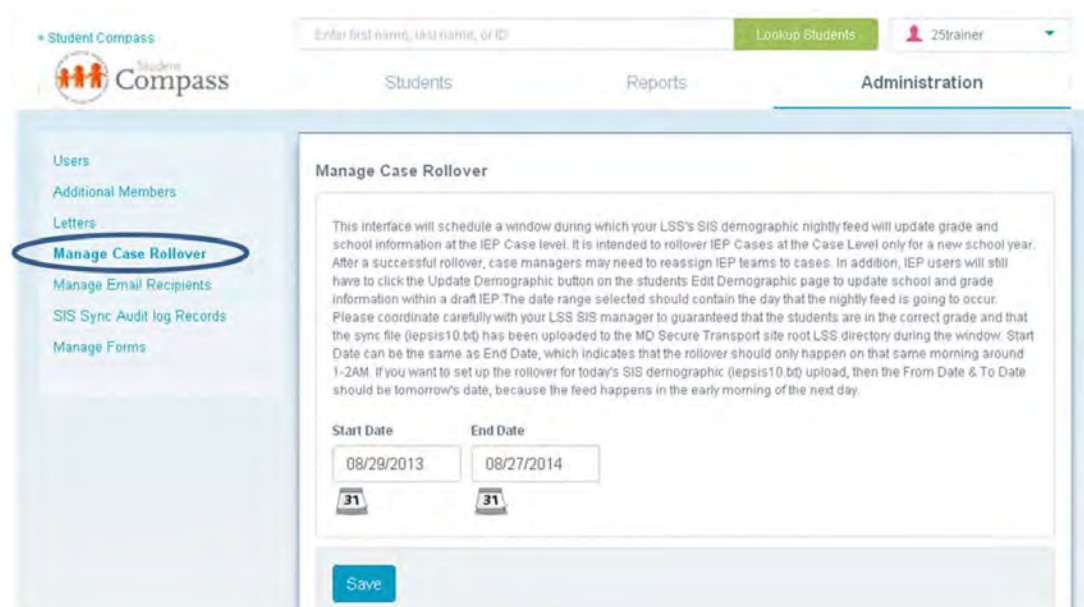 « Student Compass
Enter first name, last name, or ID
Lookup Students
25trainer
Student
Compass
Students
Reports
Administration
Users
Additional Members
Letters
Manage Case Rollover
Manage Email Recipients
SIS Sync Audit log Records
Manage Forms
Manage Case Rollover
This interface will schedule a window during which your LSS's SIS demographic nightly feed will update grade and
school information at the IEP Case level. It is intended to rollover IEP Cases at the Case Level only for a new school year.
After a successful rollover, case managers may need to reassign IEP teams to cases. In addition, IEP users will still
have to click the Update Demographic button on the students Edit Demographic page to update school and grade
information within a draft IEP.The date range selected should contain the day that the nightly feed is going to occur.
Please coordinate carefully with your LSS SIS manager to guaranteed that the students are in the correct grade and that
the sync file (iepsis10.txt) has been uploaded to the MD Secure Transport site root LSS directory during the window. Start
Date can be the same as End Date, which indicates that the rollover should only happen on that same morning around
1-2AM. If you want to set up the rollover for today's SIS demographic (iepsis10.txt) upload, then the From Date & To Date
should be tomorrow's date, because the feed happens in the early morning of the next day.
Start Date
End Date
08/29/2013
08/27/2014
31
31
Save